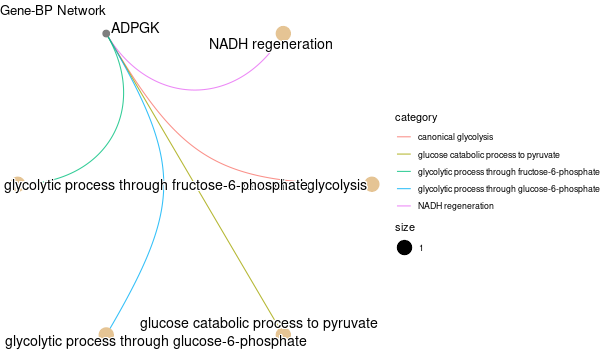 Gene-BP Network
ADPGK
NADH regeneration
glycolytic process through fructose-6-phosphate
glycolysis
glucose catabolic process to pyruvate
glycolytic process through glucose-6-phosphate
category
canonical glycolysis
glucose catabolic process to pyruvate
glycolytic process through fructose-6-phosphate
glycolytic process through glucose-6-phosphate
NADH regeneration
size
1